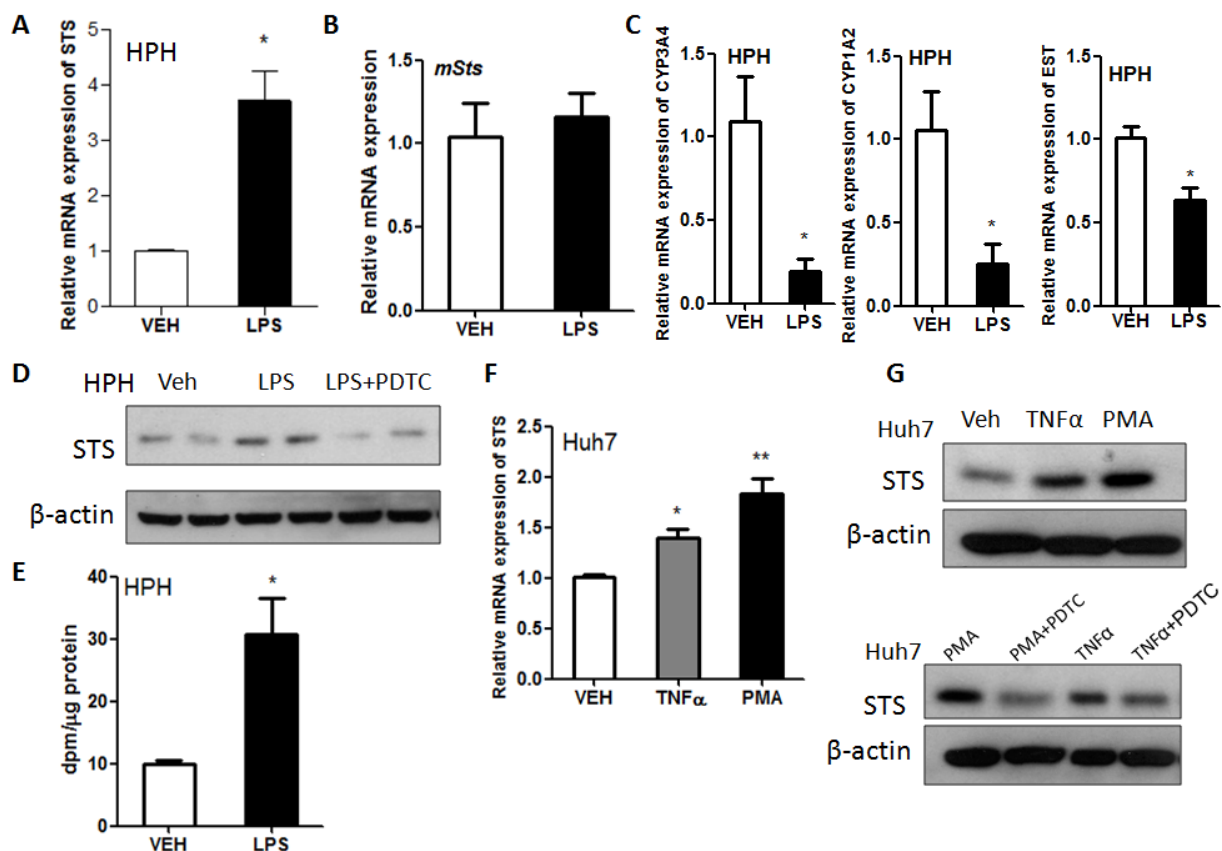 A
Relative mRNA expression of STS
5
4
3
2
1
0
HPH
*
VEH LPS
B
Relative mRNA expression
1.5
1.0
0.5
0.0
mSts
VEH LPS
C
Relative mRNA expression of CYP3A4
1.5
1.0
0.5
0.0
HPH
*
VEH LPS
Relative mRNA expression of CYP1A2
1.5
1.0
0.5
0.0
HPH
*
VEH LPS
Relative mRNA expression of EST
1.5
1.0
0.5
0.0
HPH
*
VEH LPS
D
HPH Veh LPS LPS+PDTC
STS
β-actin
E
dpm/µg protein
40
30
20
10
0
HPH
*
VEH LPS
F
Relative mRNA expression of STS
2.5
2.0
1.5
1.0
0.5
0.0
Huh7
*
**
VEH TNFα PMA
G
Huh7 Veh TNFα PMA
STS
β-actin
Huh7 PMA PMA+PDTC TNFα TNFα+PDTC
STS
β-actin